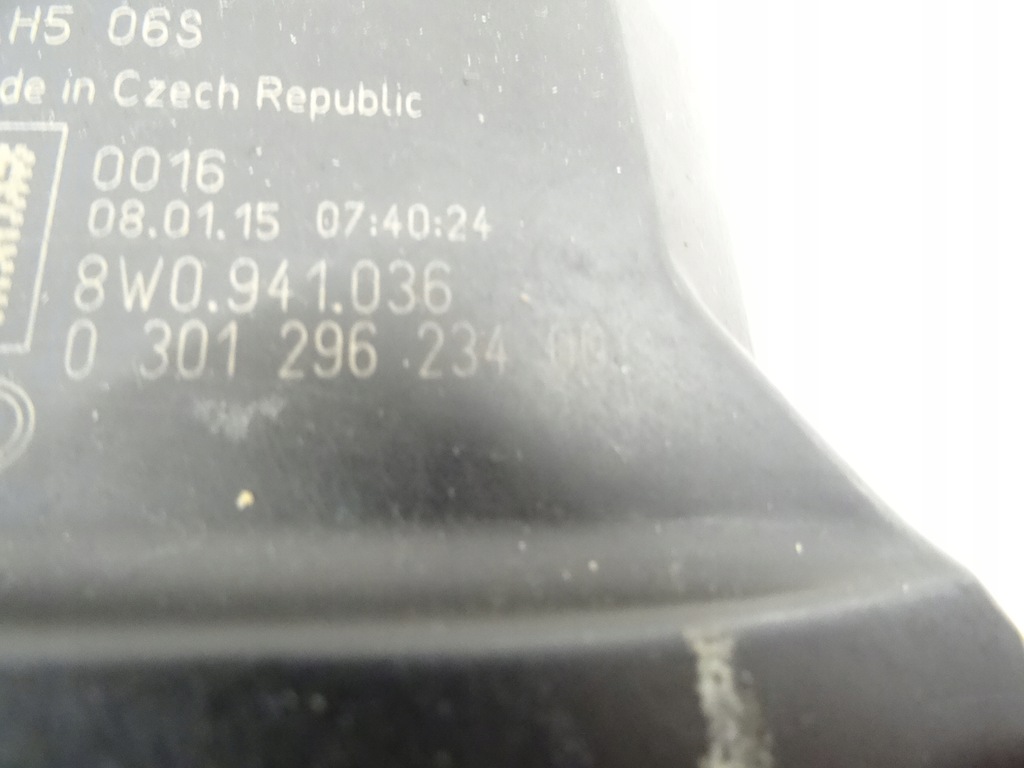 H5 06S
de in Czech Republic
0016
08.01.15 07:40:24
8W0.941.036
0 301 296 234